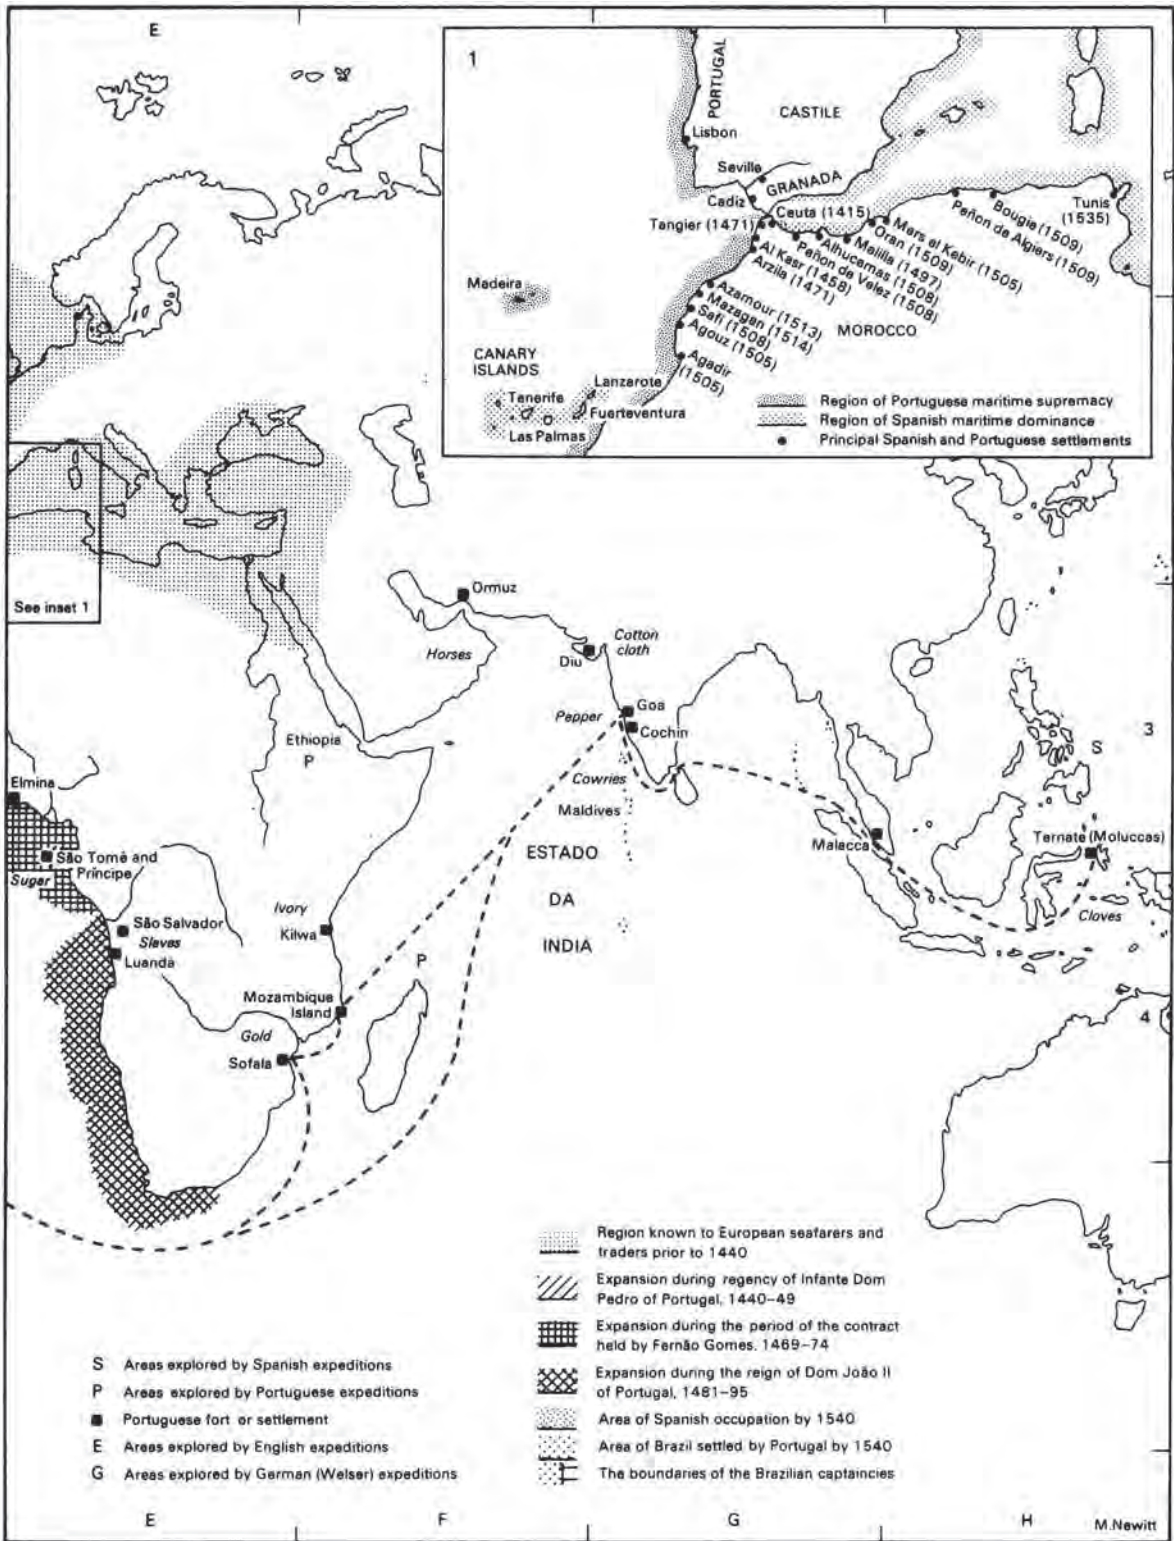 E
1
PORTUGAL
CASTILE
Lisbon
Seville
GRANADA
Cadiz
Ceuta (1415)
Tangier (1471)
Tunis
(1535)
Bougie (1509)
Peñon de Algiers (1509)
Mers el Kebir (1505)
Oran (1509)
Melilla (1497)
Alhucemas (1508)
Peñon de Velez (1508)
Al Kasr (1458)
Arzila (1471)
Madeira
Azamour (1513)
Mazagan (1514)
Safi (1508)
Agouz (1505)
Agadir
(1505)
MOROCCO
CANARY
ISLANDS
Lanzarote
Tenerife
Fuerteventura
Las Palmas
Region of Portuguese maritime supremacy
Region of Spanish maritime dominance
Principal Spanish and Portuguese settlements
See inset 1
Ormuz
Horses
Cotton
cloth
Diu
Goa
Pepper
Cochin
3
Ethiopia
P
S
Elmina
Cowries
Maldives
Malacca
Ternate (Moluccas)
São Tomé and
Príncipe
Sugar
ESTADO
DA
INDIA
Ivory
São Salvador
Slaves
Kilwa
Luanda
Cloves
P
Mozambique
Island
4
Gold
Sofala
Region known to European seafarers and
traders prior to 1440
Expansion during regency of Infante Dom
Pedro of Portugal, 1440–49
Expansion during the period of the contract
held by Fernão Gomes. 1469–74
Expansion during the reign of Dom João II
of Portugal, 1481–95
Area of Spanish occupation by 1540
Area of Brazil settled by Portugal by 1540
The boundaries of the Brazilian captaincies
S Areas explored by Spanish expeditions
P Areas explored by Portuguese expeditions
Portuguese fort or settlement
E Areas explored by English expeditions
G Areas explored by German (Welser) expeditions
E
F
G
H
M.Newitt